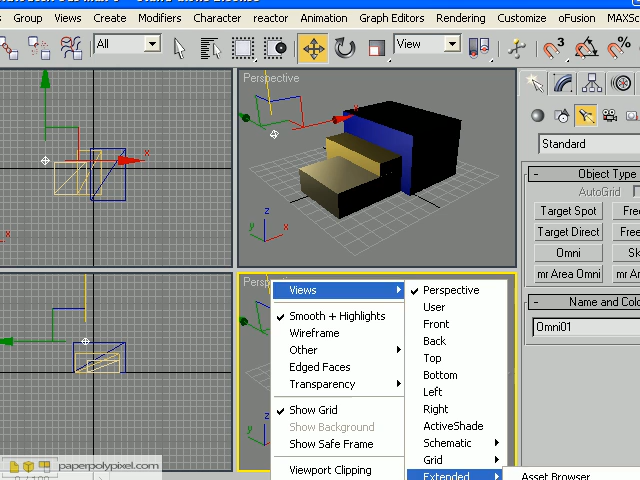 Group Views Create Modifiers Character reactor Animation Graph Editors Rendering Customize oFusion MAXSc
All
View
3
Perspective
x
x
z
y
x
Standard
Object Type
AutoGrid
Target Spot
Target Direct
Omni
mr Area Omni
Name and Colo
Omni01
Views
Smooth + Highlights
Wireframe
Other
Edged Faces
Transparency
Show Grid
Show Background
Show Safe Frame
Viewport Clipping
Perspective
User
Front
Back
Top
Bottom
Left
Right
ActiveShade
Schematic
Grid
Extended
Asset Browser
paperpolypixel.com